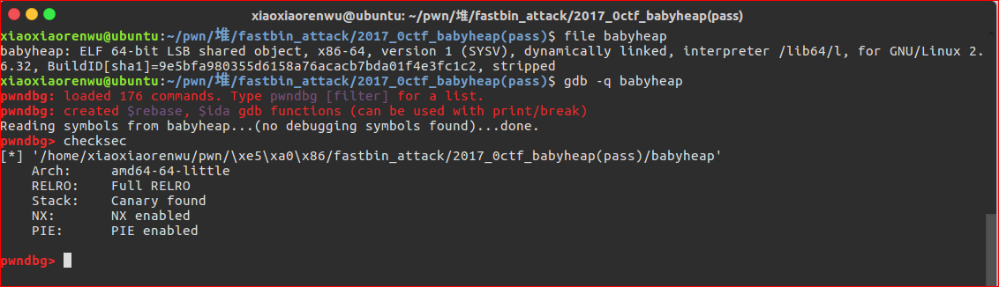 xiaoxiaorenwu@ubuntu: ~/pwn/堆/fastbin_attack/2017_0ctf_babyheap(pass)
xiaoxiaorenwu@ubuntu:~/pwn/堆/fastbin_attack/2017_0ctf_babyheap(pass)$ file babyheap
babyheap: ELF 64-bit LSB shared object, x86-64, version 1 (SYSV), dynamically linked, interpreter /lib64/l, for GNU/Linux 2.
6.32, BuildID[sha1]=9e5bfa980355d6158a76acacb7bda01f4e3fc1c2, stripped
xiaoxiaorenwu@ubuntu:~/pwn/堆/fastbin_attack/2017_0ctf_babyheap(pass)$ gdb -q babyheap
pwndbg: loaded 176 commands. Type pwndbg [filter] for a list.
pwndbg: created $rebase, $ida gdb functions (can be used with print/break)
Reading symbols from babyheap...(no debugging symbols found)...done.
pwndbg> checksec
[*] '/home/xiaoxiaorenwu/pwn/\xe5\xa0\x86/fastbin_attack/2017_0ctf_babyheap(pass)/babyheap'
Arch: amd64-64-little
RELRO: Full RELRO
Stack: Canary found
NX: NX enabled
PIE: PIE enabled
pwndbg>